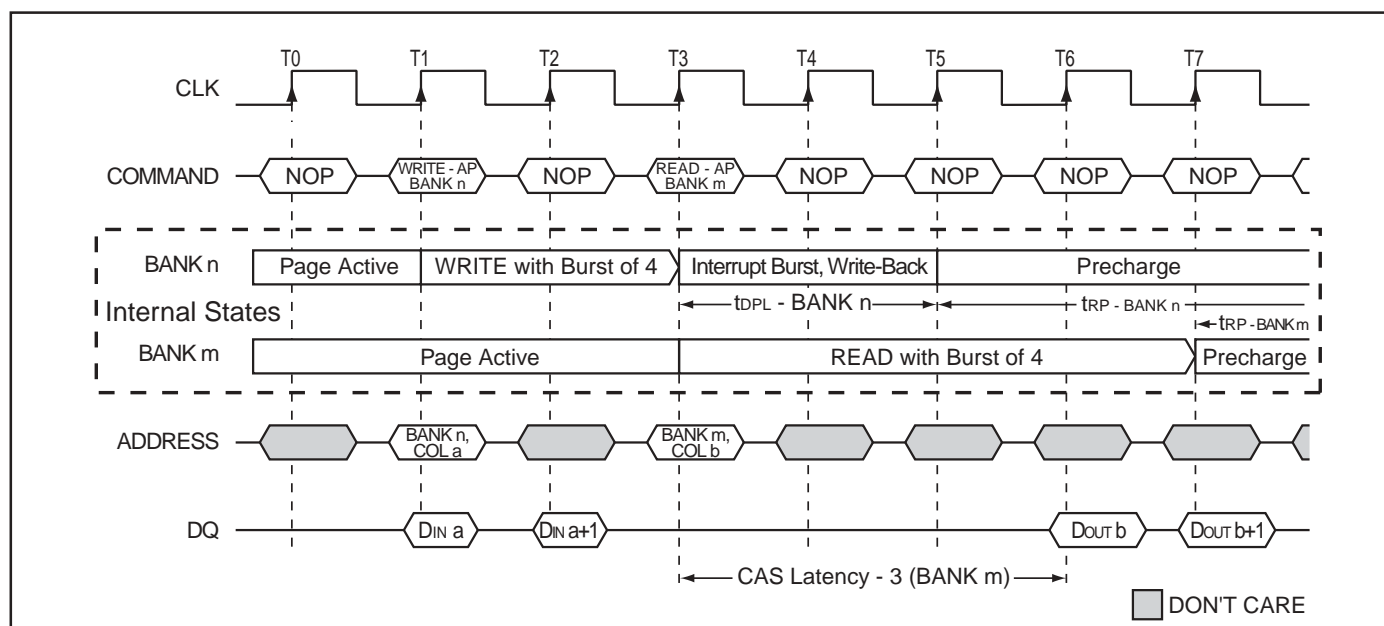 T0 T1 T2 T3 T4 T5 T6 T7
CLK
COMMAND NOP WRITE - AP BANK n NOP READ - AP BANK m NOP NOP NOP NOP
BANK n Page Active WRITE with Burst of 4 Interrupt Burst, Write-Back Precharge
tDPL - BANK n tRP - BANK n
Internal States
tRP - BANK m
BANK m Page Active READ with Burst of 4 Precharge
ADDRESS BANK n, COL a BANK m, COL b
DQ DIN a DIN a+1 DOUT b DOUT b+1
CAS Latency - 3 (BANK m)
DON'T CARE